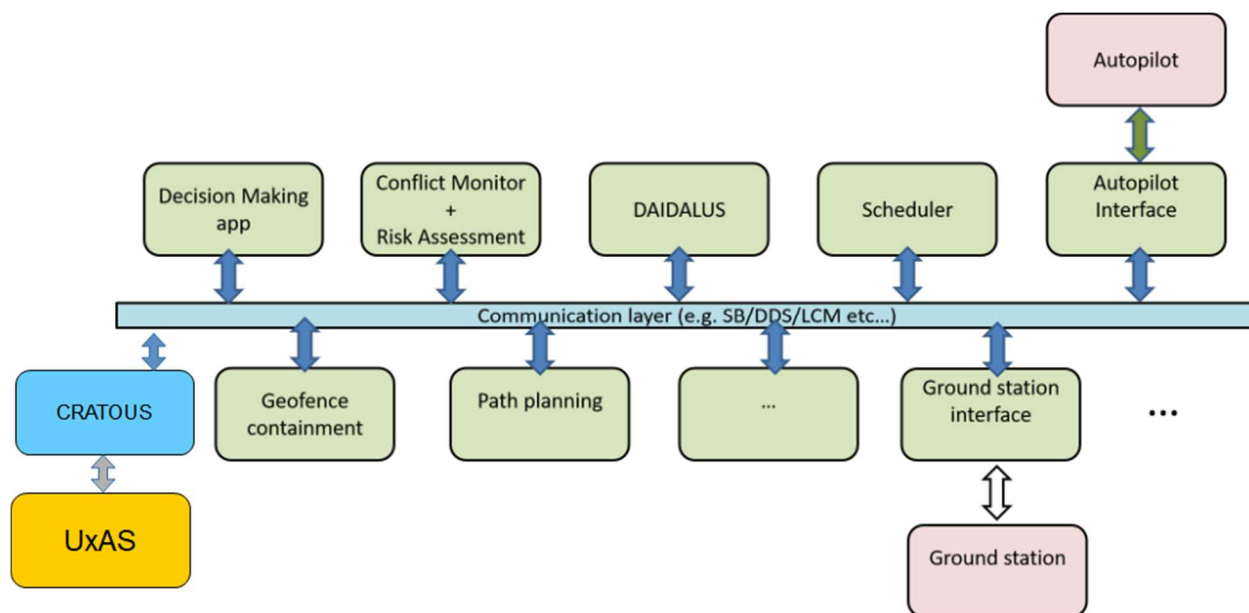 Autopilot
Decision Making
app
Conflict Monitor
+
Risk Assessment
DAIDALUS
Scheduler
Autopilot
Interface
Communication layer (e.g. SB/DDS/LCM etc...)
CRATOUS
Geofence
containment
Path planning
...
Ground station
interface
...
UxAS
Ground station